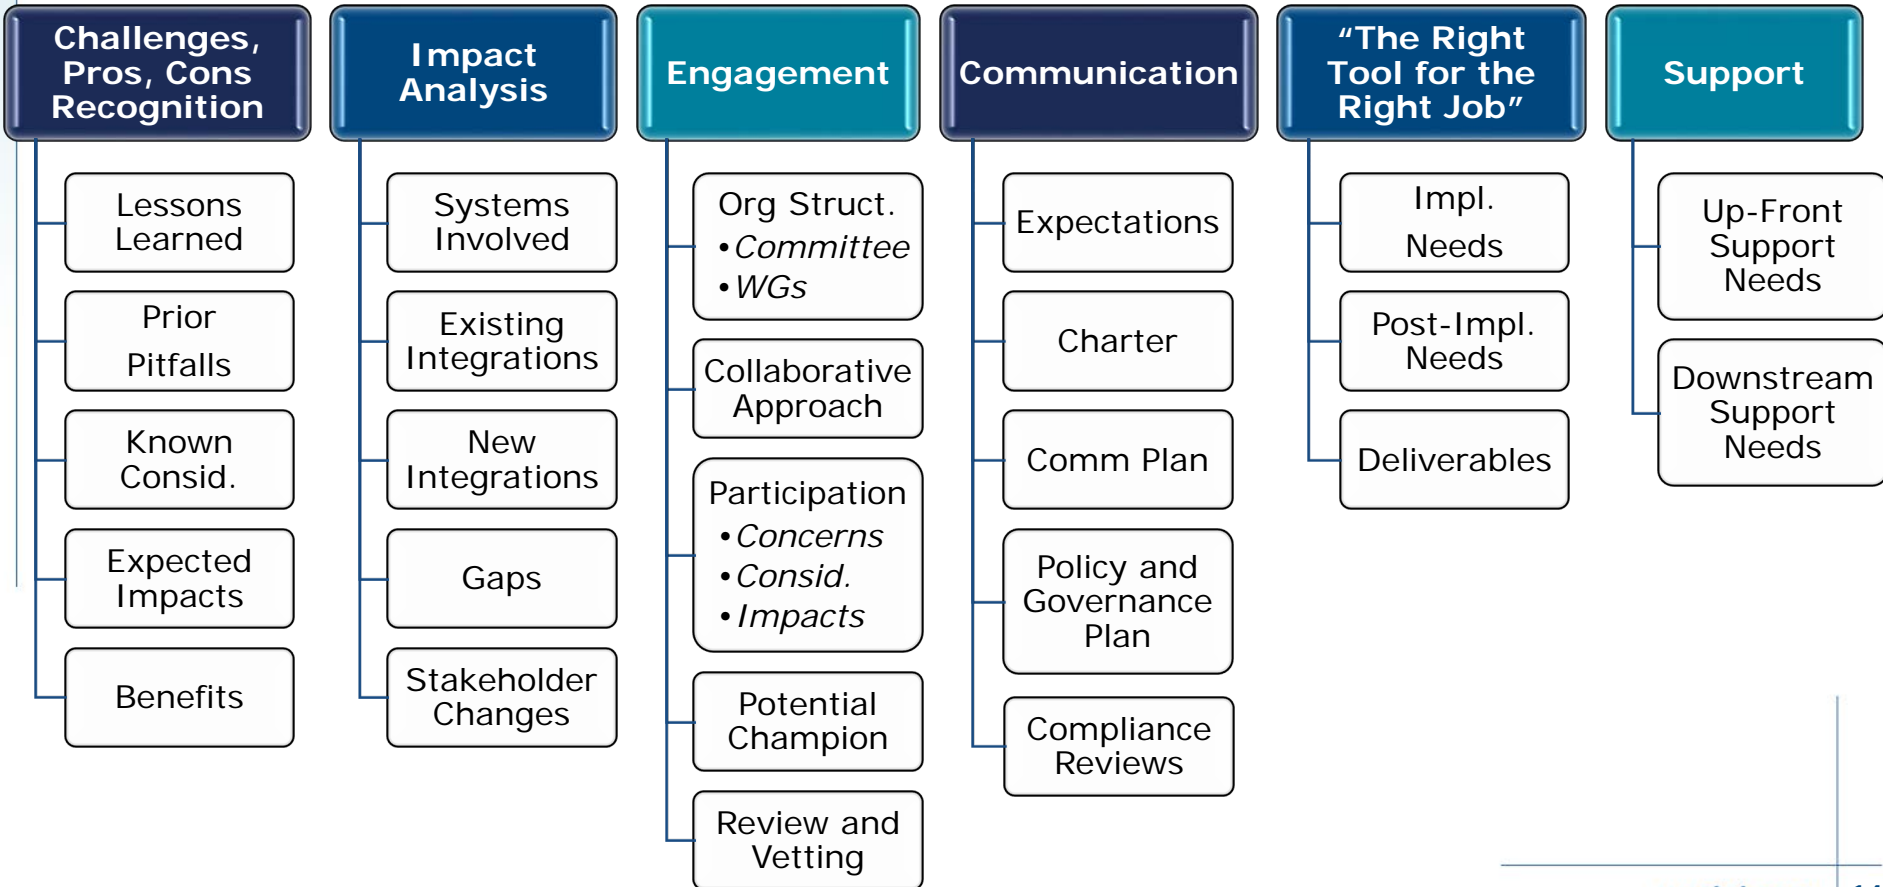 Challenges,
Pros, Cons
Recognition
Lessons
Learned
Prior
Pitfalls
Known
Consid.
Expected
Impacts
Benefits
Impact
Analysis
Systems
Involved
Existing
Integrations
New
Integrations
Gaps
Stakeholder
Changes
Engagement
Org Struct.
•Committee
•WGs
Collaborative
Approach
Participation
•Concerns
•Consid.
•Impacts
Potential
Champion
Review and
Vetting
Communication
Expectations
Charter
Comm Plan
Policy and
Governance
Plan
Compliance
Reviews
“The Right
Tool for the
Right Job”
Impl.
Needs
Post-Impl.
Needs
Deliverables
Support
Up-Front
Support
Needs
Downstream
Support
Needs